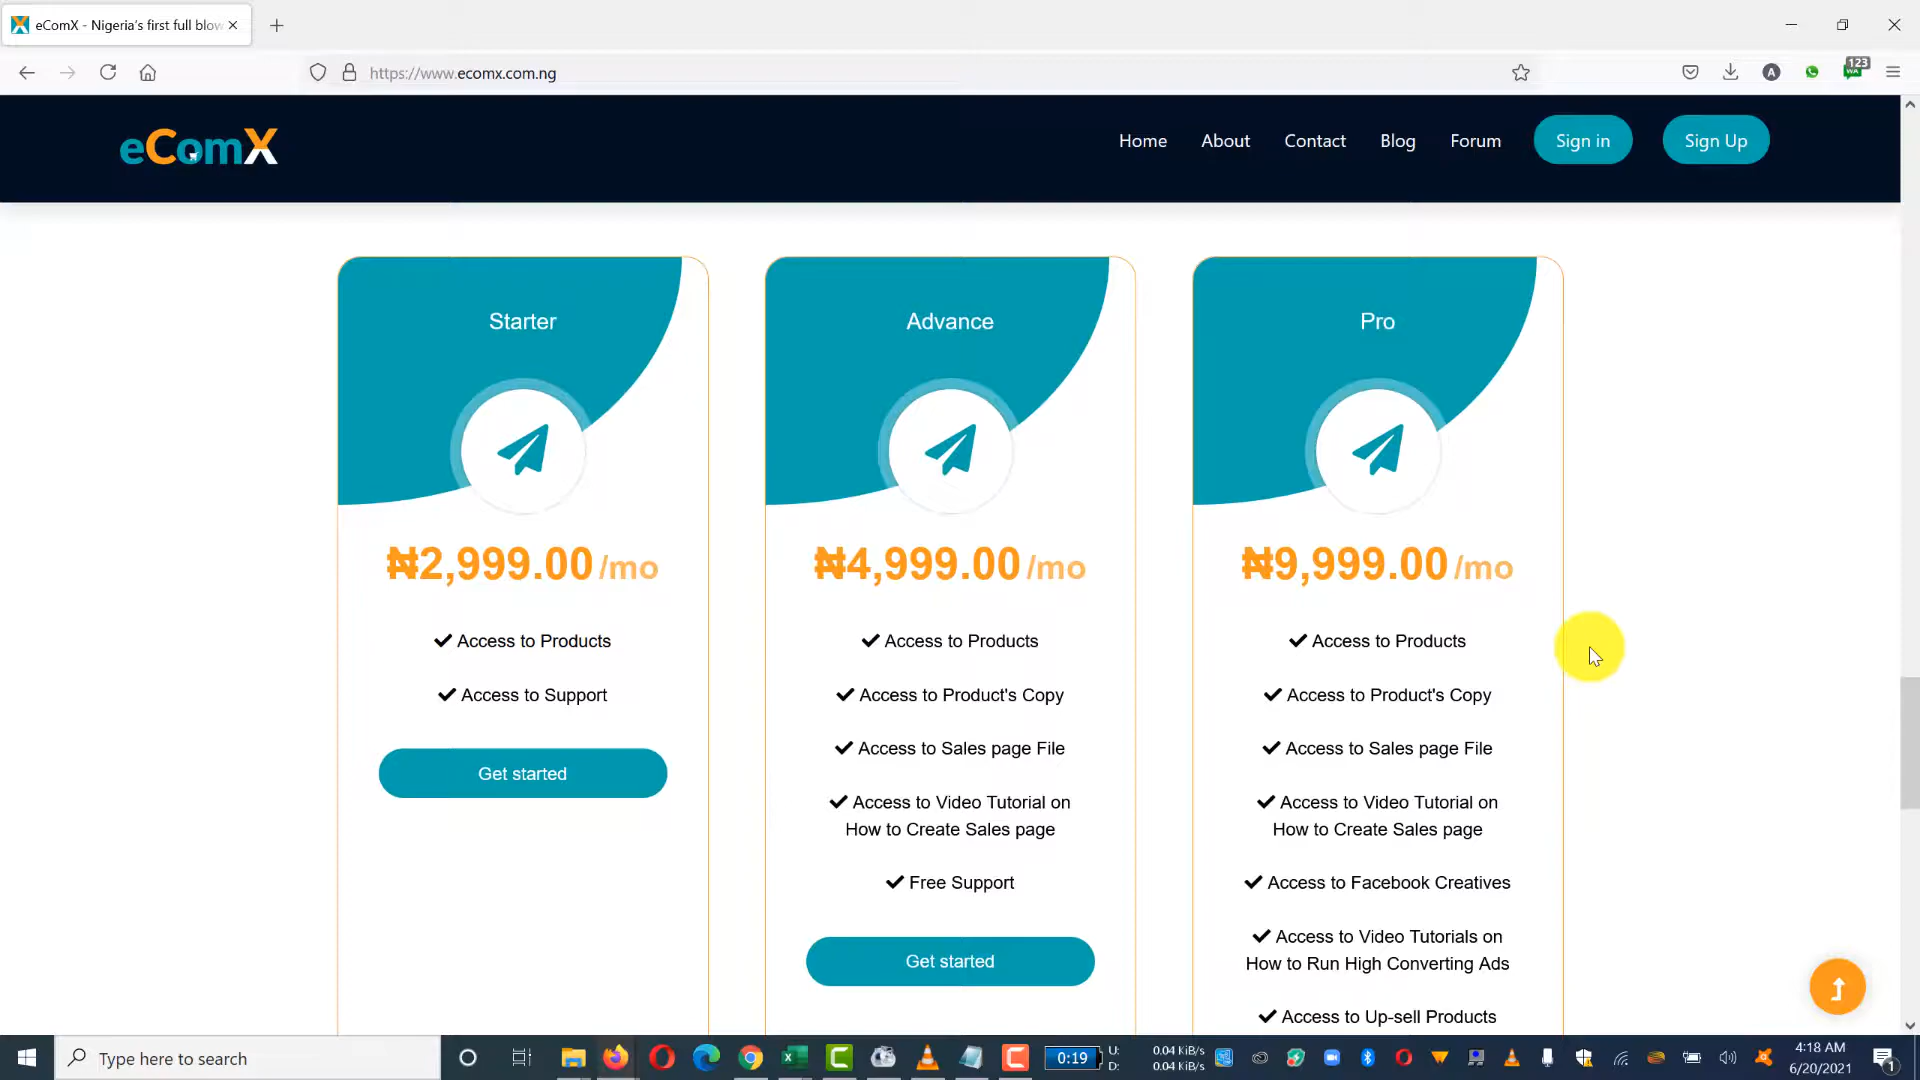 eComX - Nigeria's first full blow
https://www.ecomx.com.ng
123
WA
A
eComX
Home
About
Contact
Blog
Forum
Sign in
Sign Up
Starter
₦2,999.00 /mo
Access to Products
Access to Support
Get started
Advance
₦4,999.00 /mo
Access to Products
Access to Product's Copy
Access to Sales page File
Access to Video Tutorial on
How to Create Sales page
Free Support
Get started
Pro
₦9,999.00 /mo
Access to Products
Access to Product's Copy
Access to Sales page File
Access to Video Tutorial on
How to Create Sales page
Access to Facebook Creatives
Access to Video Tutorials on
How to Run High Converting Ads
Access to Up-sell Products
Type here to search
0:19
U: 0.04 KiB/s
D: 0.04 KiB/s
4:18 AM
6/20/2021
1